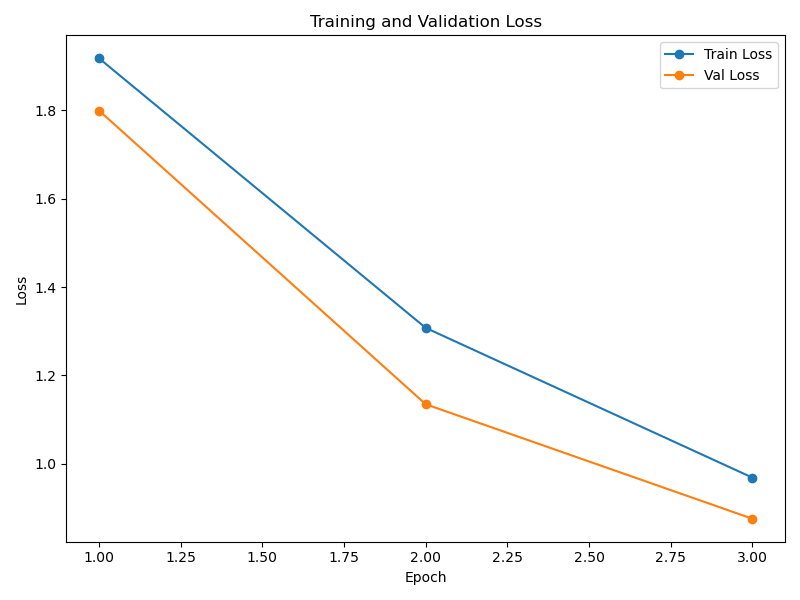 Training and Validation Loss
Train Loss
Val Loss
Loss
1.8
1.6
1.4
1.2
1.0
1.00 1.25 1.50 1.75 2.00 2.25 2.50 2.75 3.00
Epoch